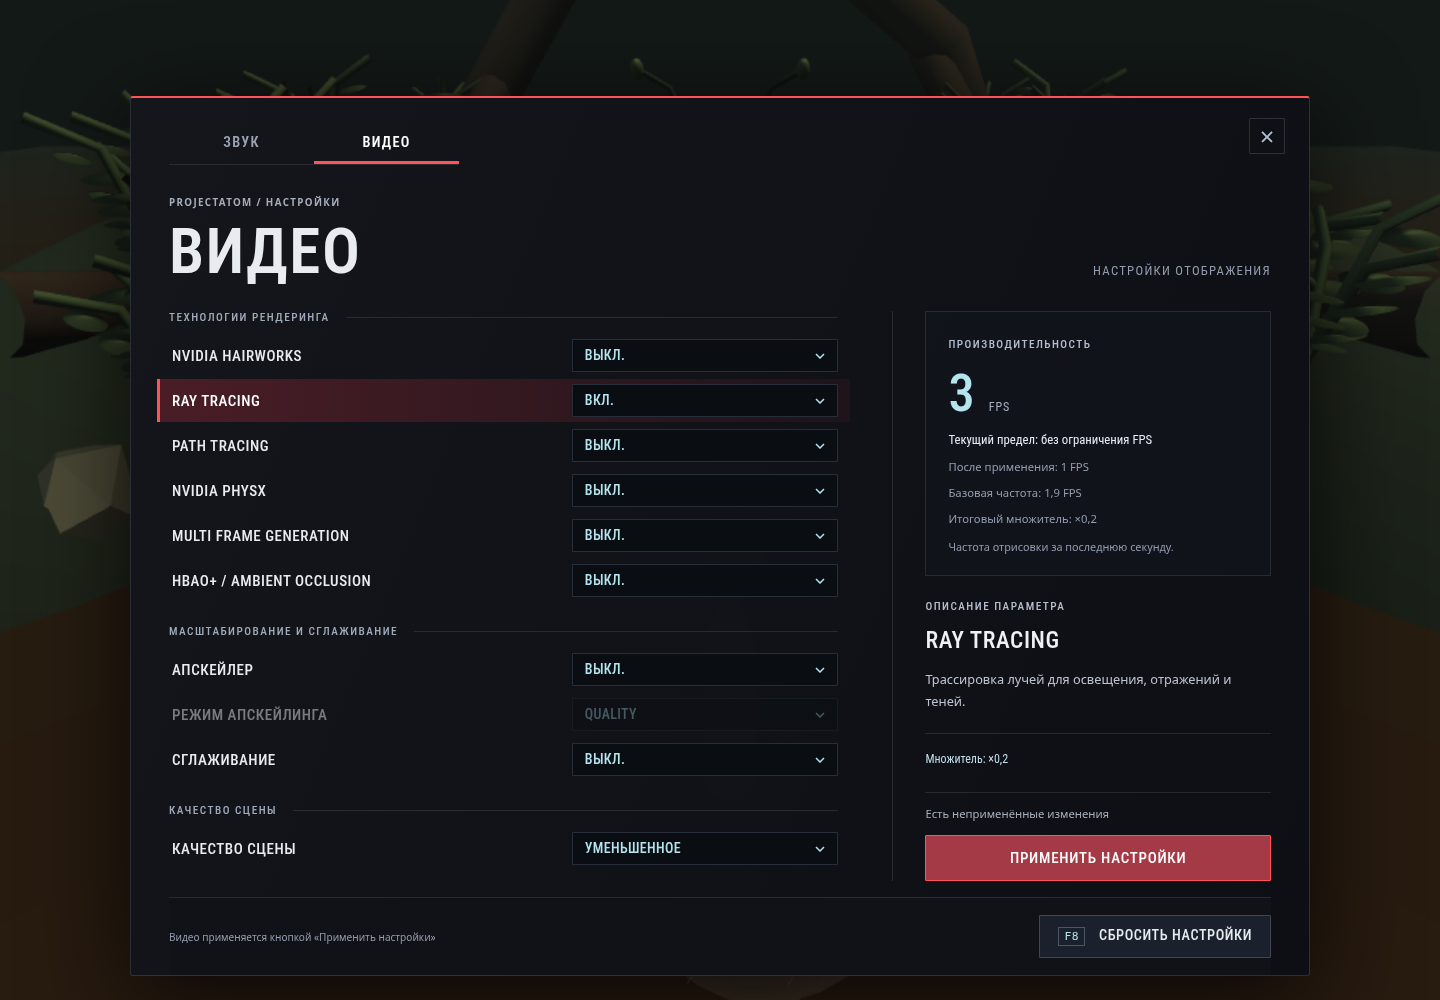 ЗВУК
ВИДЕО
PROJECTATOM / НАСТРОЙКИ
ВИДЕО
НАСТРОЙКИ ОТОБРАЖЕНИЯ
ТЕХНОЛОГИИ РЕНДЕРИНГА
NVIDIA HAIRWORKS
ВЫКЛ.
RAY TRACING
ВКЛ.
PATH TRACING
ВЫКЛ.
NVIDIA PHYSX
ВЫКЛ.
MULTI FRAME GENERATION
ВЫКЛ.
HBAO+ / AMBIENT OCCLUSION
ВЫКЛ.
МАСШТАБИРОВАНИЕ И СГЛАЖИВАНИЕ
АПСКЕЙЛЕР
ВЫКЛ.
РЕЖИМ АПСКЕЙЛИНГА
QUALITY
СГЛАЖИВАНИЕ
ВЫКЛ.
КАЧЕСТВО СЦЕНЫ
КАЧЕСТВО СЦЕНЫ
УМЕНЬШЕННОЕ
ПРОИЗВОДИТЕЛЬНОСТЬ
3 FPS
Текущий предел: без ограничения FPS
После применения: 1 FPS
Базовая частота: 1,9 FPS
Итоговый множитель: ×0,2
Частота отрисовки за последнюю секунду.
ОПИСАНИЕ ПАРАМЕТРА
RAY TRACING
Трассировка лучей для освещения, отражений и
теней.
Множитель: ×0,2
Есть неприменённые изменения
ПРИМЕНИТЬ НАСТРОЙКИ
Видео применяется кнопкой «Применить настройки»
F8 СБРОСИТЬ НАСТРОЙКИ